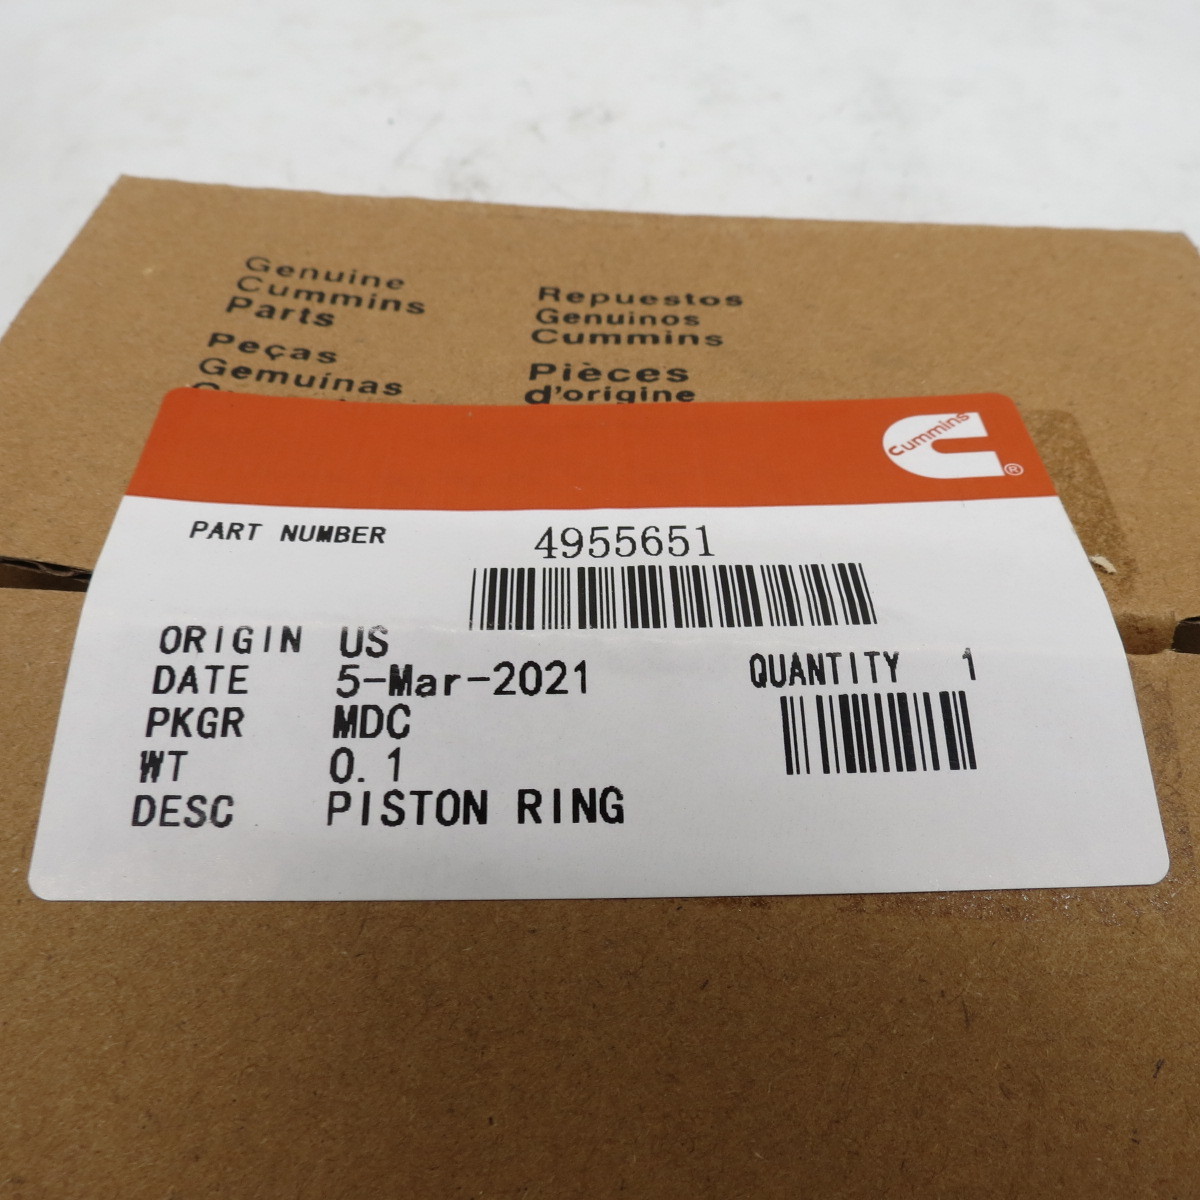 Genuine
Cummins
Parts
Peças
Gemuínas
Repuestos
Genuinos
Cummins
Pièces
d'origine
Cummins
®
PART NUMBER 4955651
ORIGIN US
DATE 5-Mar-2021
PKGR MDC
WT 0.1
DESC PISTON RING
QUANTITY 1